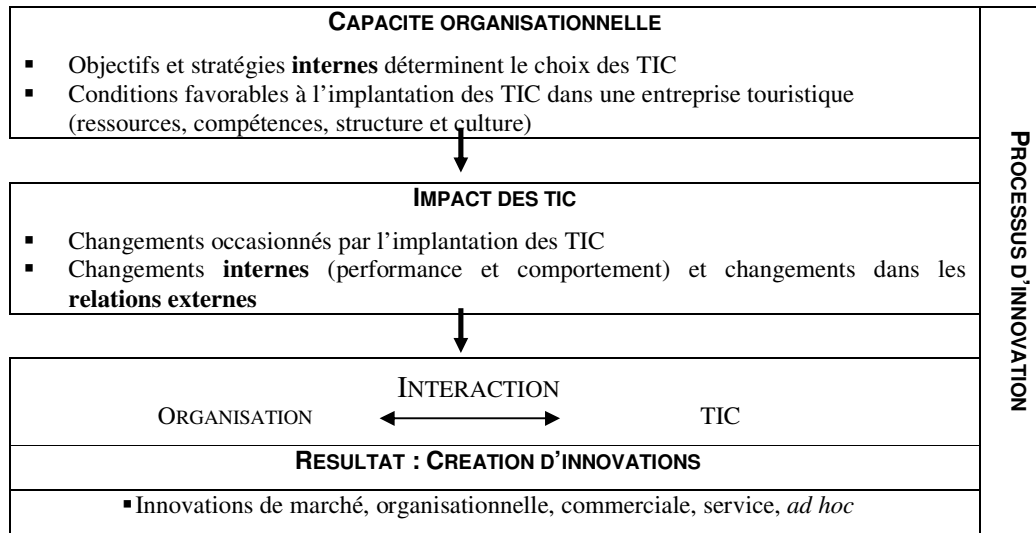 CAPACITE ORGANISATIONNELLE
▪ Objectifs et stratégies internes déterminent le choix des TIC
▪ Conditions favorables à l’implantation des TIC dans une entreprise touristique
(ressources, compétences, structure et culture)
IMPACT DES TIC
▪ Changements occasionnés par l’implantation des TIC
▪ Changements internes (performance et comportement) et changements dans les
relations externes
INTERACTION
ORGANISATION TIC
RESULTAT : CREATION D’INNOVATIONS
▪ Innovations de marché, organisationnelle, commerciale, service, ad hoc
PROCESSUS D’INNOVATION